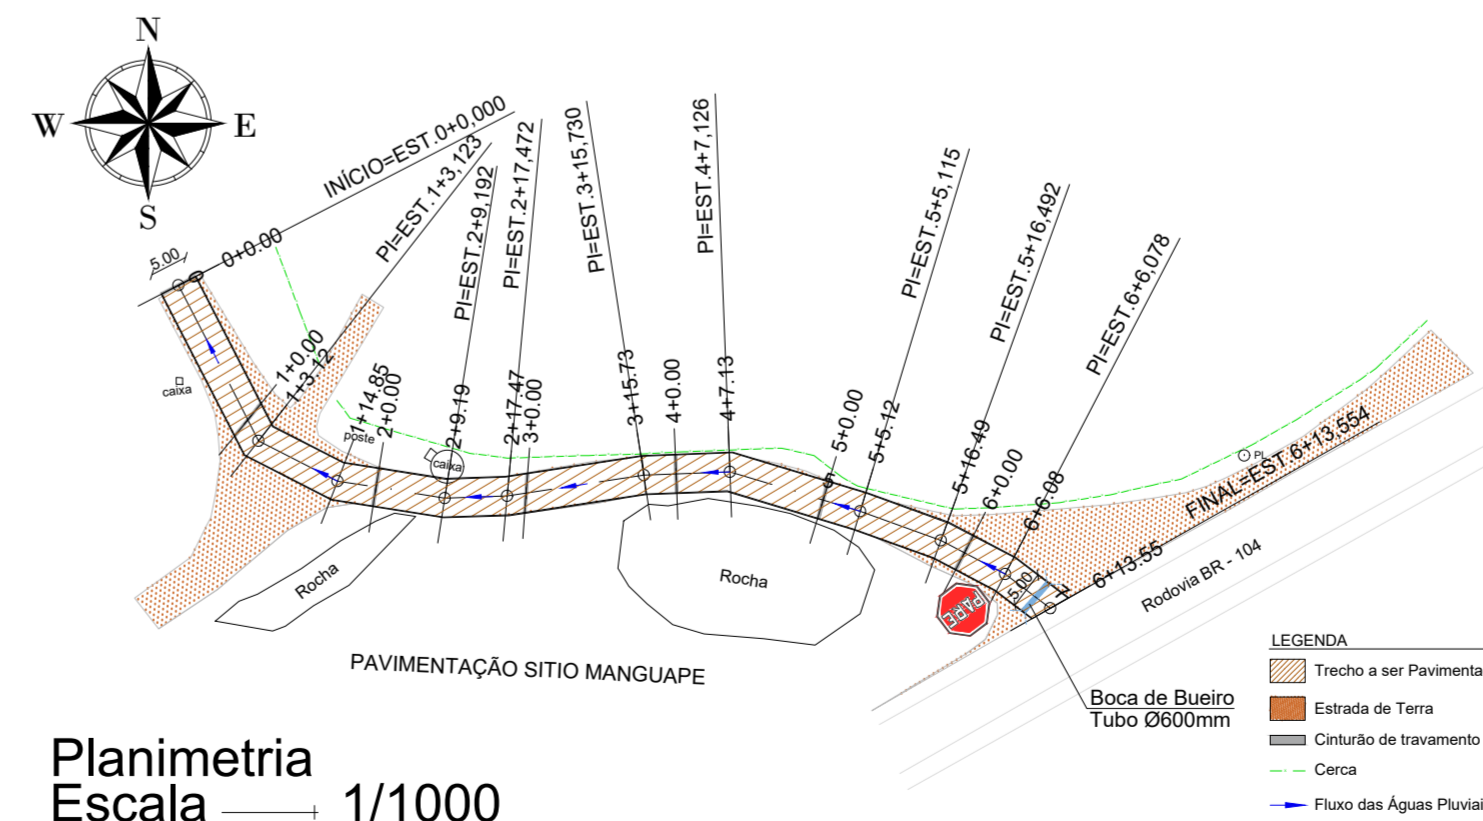 N
W
E
S
INÍCIO=EST.0+0,000
PI=EST.1+3,123
PI=EST.2+9,192
PI=EST.2+17,472
PI=EST.3+15,730
PI=EST.4+7,126
PI=EST.5+5,115
PI=EST.5+16,492
PI=EST.6+6,078
FINAL=EST 6+13,554
5.00
0+0.00
1+0.00
1+3.12
1+14.85
2+0.00
2+9.19
2+17.47
3+0.00
3+15.73
4+0.00
4+7.13
5+0.00
5+5.12
5+16.49
6+0.00
6+6.08
6+13.55
caixa
poste
caixa
PL
5.00
PARE
Rocha
Rocha
Rodovia BR - 104
PAVIMENTAÇÃO SITIO MANGUAPE
Boca de Bueiro
Tubo Ø600mm
LEGENDA
Trecho a ser Pavimenta
Estrada de Terra
Cinturão de travamento
Cerca
Fluxo das Águas Pluviai
Planimetria
Escala 1/1000